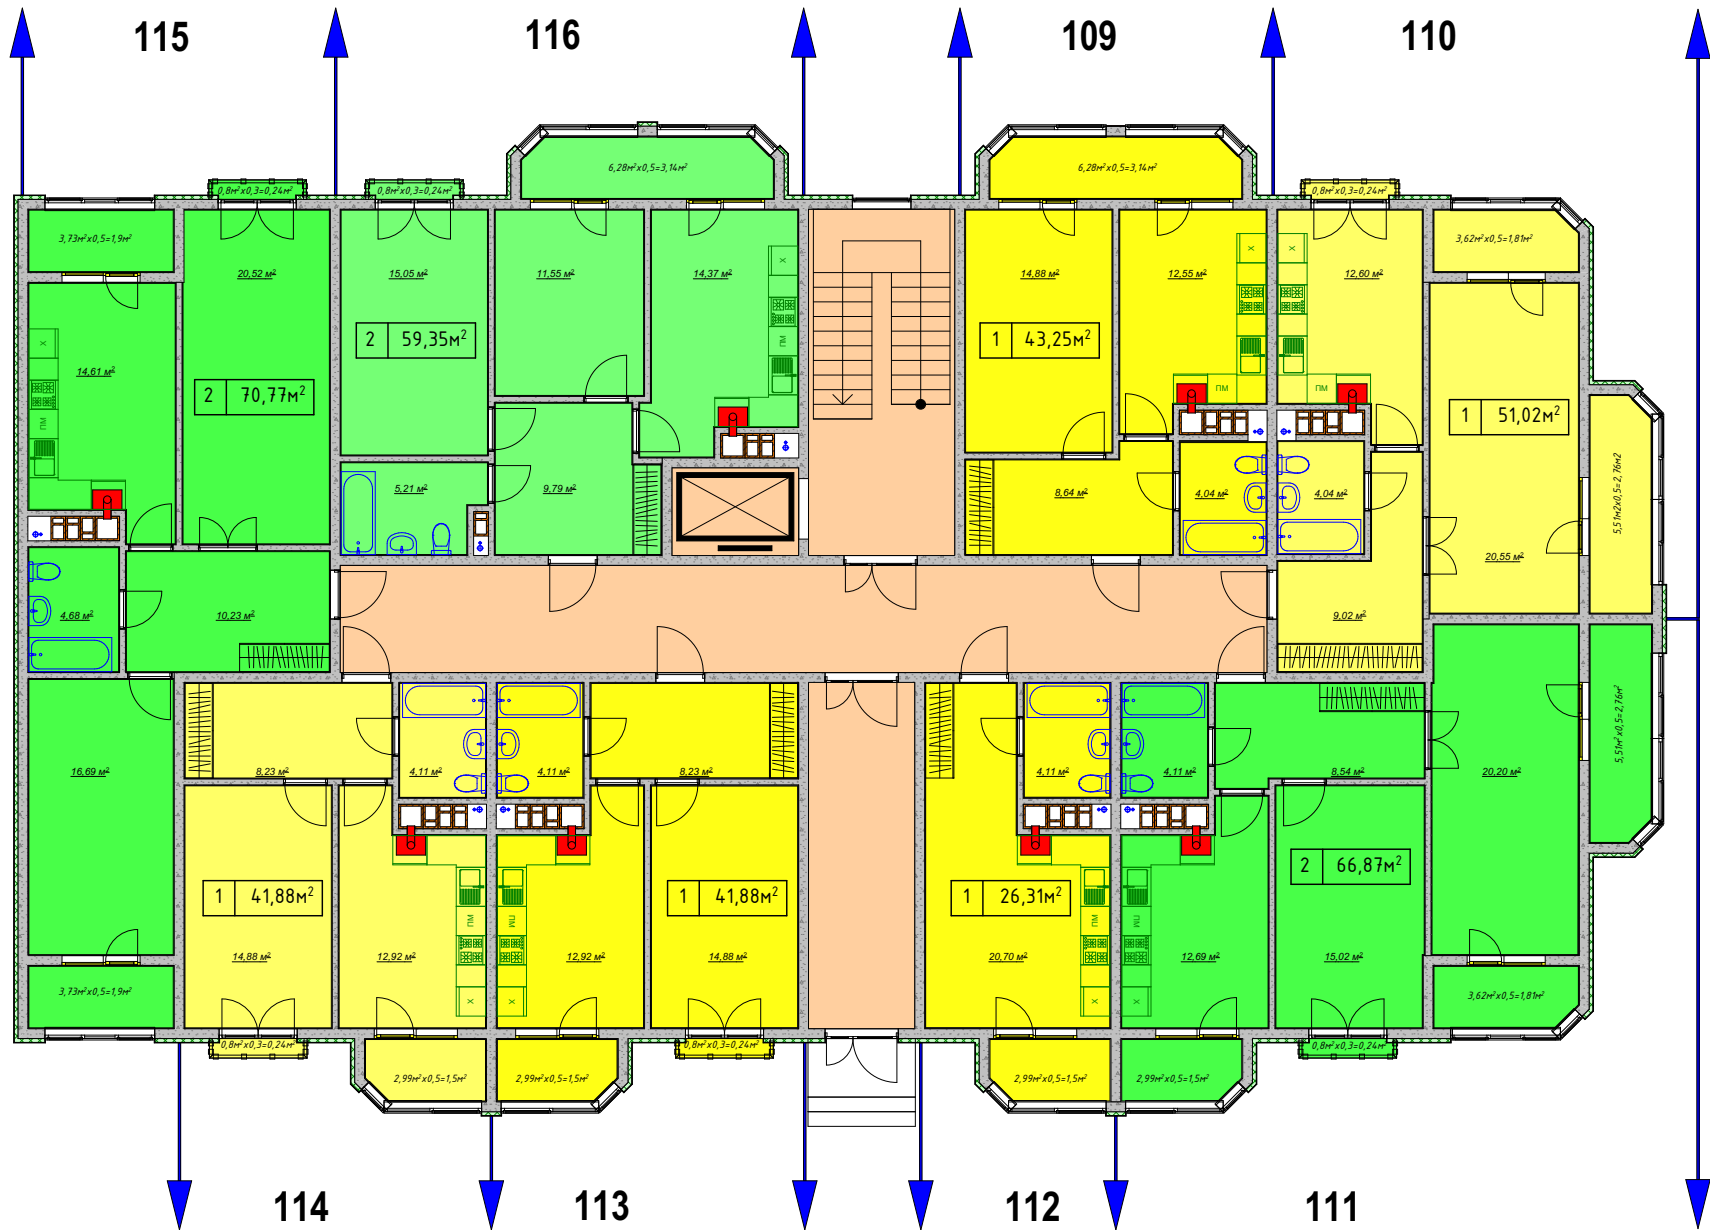 115
116
109
110
6,28м²х0,5=3,14м²
6,28м²х0,5=3,14м²
0,8м²х0,3=0,24м²
0,8м²х0,3=0,24м²
0,8м²х0,3=0,24м²
3,73м²х0,5=1,9м²
3,62м²х0,5=1,81м²
20,52 м²
15,05 м²
11,55 м²
14,37 м²
14,88 м²
12,55 м²
12,60 м²
Х
Х
Х
Х
ПМ
2 59,35м²
1 43,25м²
14,61 м²
ПМ
2 70,77м²
ПМ
ПМ
1 51,02м²
5,21 м²
9,79 м²
8,64 м²
4,04 м²
4,04 м²
5,51м2х0,5=2,76м2
20,55 м²
4,68 м²
10,23 м²
9,02 м²
16,69 м²
8,23 м²
4,11 м²
4,11 м²
8,23 м²
4,11 м²
4,11 м²
8,54 м²
20,20 м²
5,51м²х0,5=2,76м²
1 41,88м²
ПМ
ПМ
1 41,88м²
1 26,31м²
ПМ
ПМ
2 66,87м²
14,88 м²
12,92 м²
12,92 м²
14,88 м²
20,70 м²
12,69 м²
15,02 м²
Х
Х
Х
Х
3,73м²х0,5=1,9м²
3,62м²х0,5=1,81м²
0,8м²х0,3=0,24м²
0,8м²х0,3=0,24м²
0,8м²х0,3=0,24м²
2,99м²х0,5=1,5м²
2,99м²х0,5=1,5м²
2,99м²х0,5=1,5м²
2,99м²х0,5=1,5м²
114
113
112
111